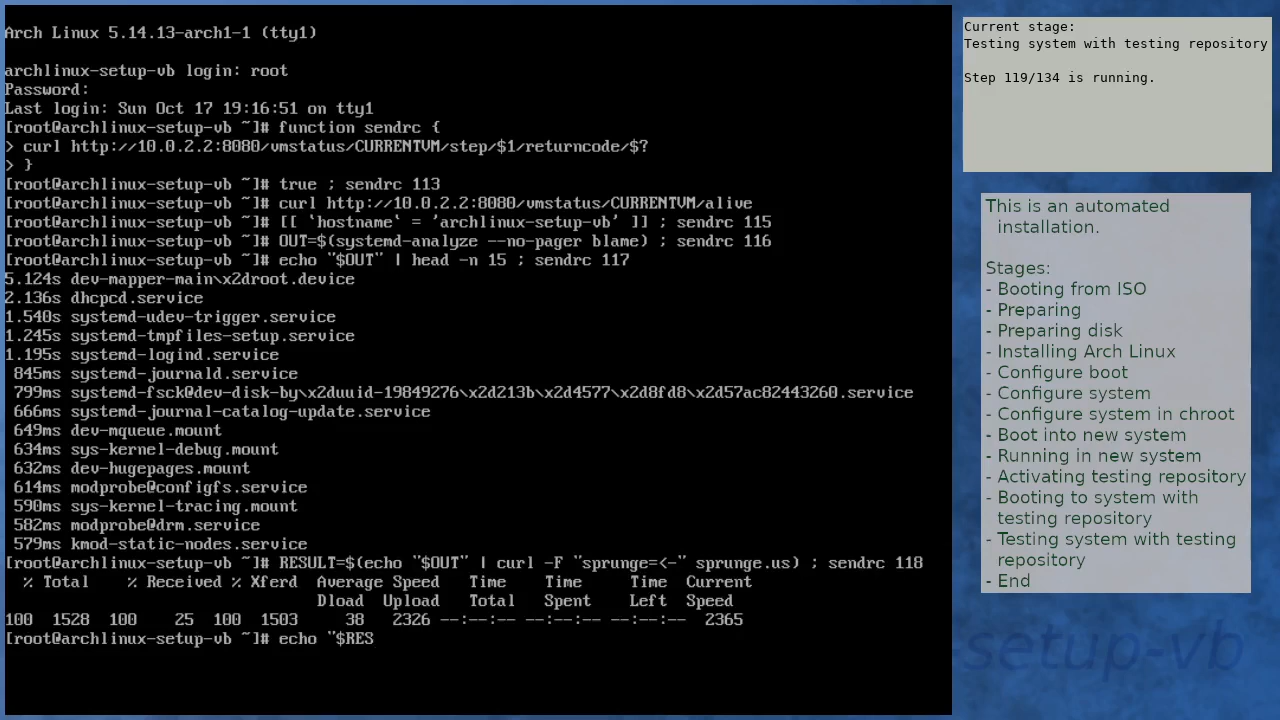 Arch Linux 5.14.13-arch1-1 (tty1)
archlinux-setup-vb login: root
Password:
Last login: Sun Oct 17 19:16:51 on tty1
[root@archlinux-setup-vb ~]# function sendrc {
> curl http://10.0.2.2:8080/vmstatus/CURRENTVM/step/$1/returncode/$?
> }
[root@archlinux-setup-vb ~]# true ; sendrc 113
[root@archlinux-setup-vb ~]# curl http://10.0.2.2:8080/vmstatus/CURRENTVM/alive
[root@archlinux-setup-vb ~]# [[ `hostname` = 'archlinux-setup-vb' ]] ; sendrc 115
[root@archlinux-setup-vb ~]# OUT=$(systemd-analyze --no-pager blame) ; sendrc 116
[root@archlinux-setup-vb ~]# echo "$OUT" | head -n 15 ; sendrc 117
5.124s dev-mapper-main\x2droot.device
2.136s dhcpcd.service
1.540s systemd-udev-trigger.service
1.245s systemd-tmpfiles-setup.service
1.195s systemd-logind.service
845ms systemd-journald.service
799ms systemd-fsck@dev-disk-by\x2duuid-19849276\x2d213b\x2d4577\x2d8fd8\x2d57ac82443260.service
666ms systemd-journal-catalog-update.service
649ms dev-mqueue.mount
634ms sys-kernel-debug.mount
632ms dev-hugepages.mount
614ms modprobe@configfs.service
590ms sys-kernel-tracing.mount
582ms modprobe@drm.service
579ms kmod-static-nodes.service
[root@archlinux-setup-vb ~]# RESULT=$(echo "$OUT" | curl -F "sprunge=<-" sprunge.us) ; sendrc 118
% Total % Received % Xferd Average Speed Time Time Time Current
Dload Upload Total Spent Left Speed
100 1528 100 25 100 1503 38 2326 --:--:-- --:--:-- --:--:-- 2365
[root@archlinux-setup-vb ~]# echo "$RES
Current stage:
Testing system with testing repository
Step 119/134 is running.
This is an automated
installation.
Stages:
- Booting from ISO
- Preparing
- Preparing disk
- Installing Arch Linux
- Configure boot
- Configure system
- Configure system in chroot
- Boot into new system
- Running in new system
- Activating testing repository
- Booting to system with
testing repository
- Testing system with testing
repository
- End
-setup-vb